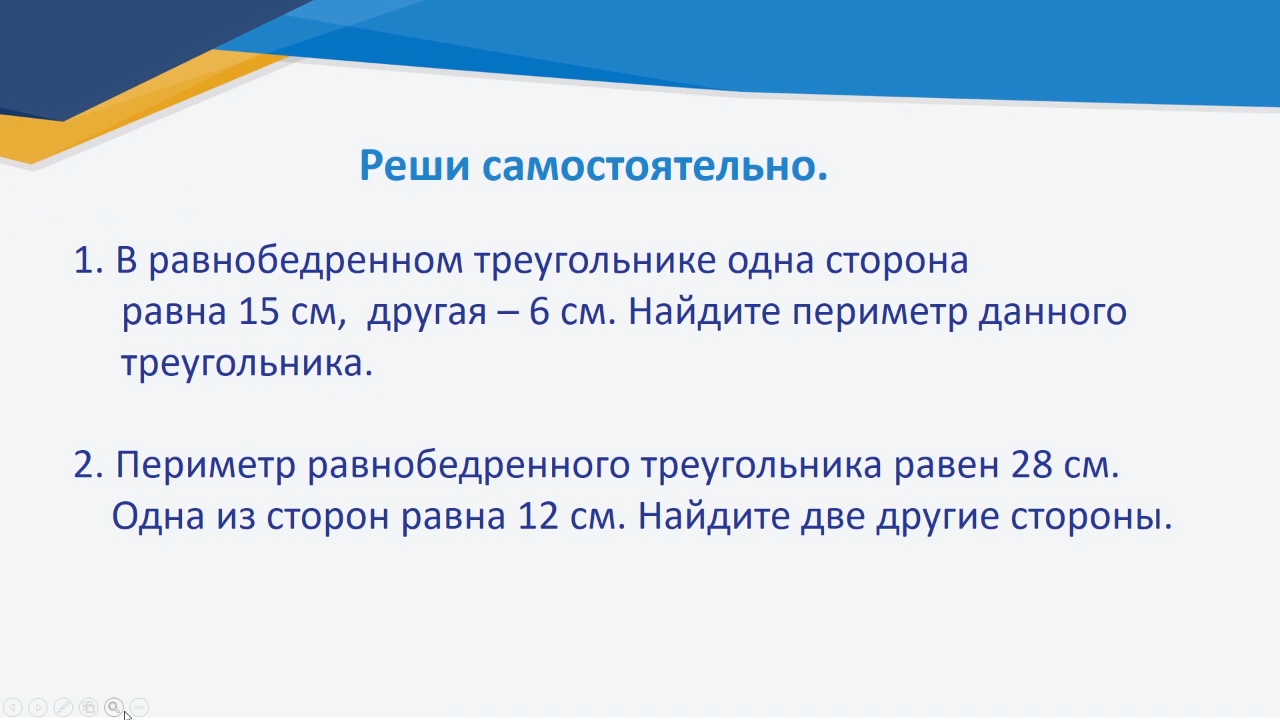 Реши самостоятельно.
1. В равнобедренном треугольнике одна сторона
равна 15 см, другая – 6 см. Найдите периметр данного
треугольника.
2. Периметр равнобедренного треугольника равен 28 см.
Одна из сторон равна 12 см. Найдите две другие стороны.